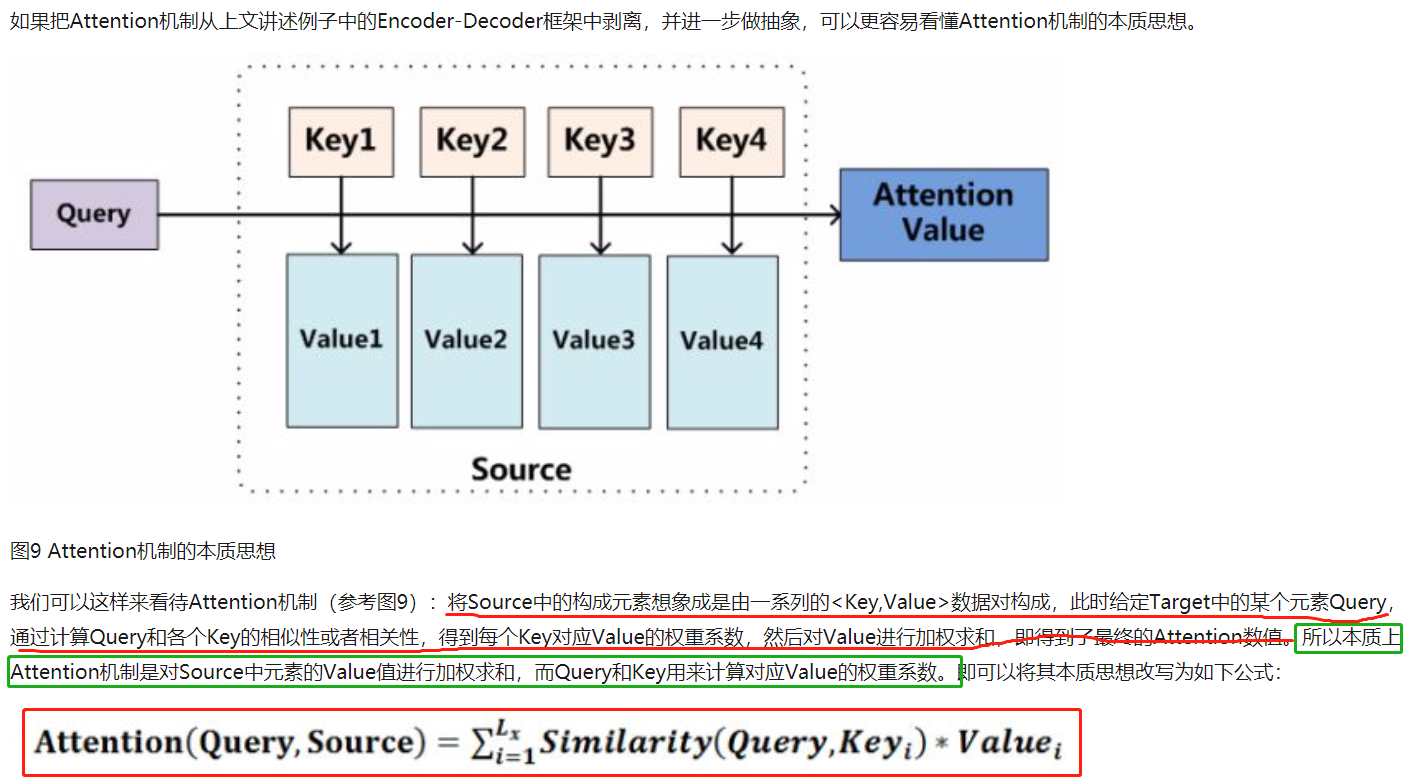 如果把Attention机制从上文讲述例子中的Encoder-Decoder框架中剥离，并进一步做抽象，可以更容易看懂Attention机制的本质思想。
Key1 Key2 Key3 Key4
Query
Attention
Value
Value1 Value2 Value3 Value4
Source
图9 Attention机制的本质思想
我们可以这样来看待Attention机制（参考图9）：将Source中的构成元素想象成是由一系列的<Key,Value>数据对构成，此时给定Target中的某个元素Query，
通过计算Query和各个Key的相似性或者相关性，得到每个Key对应Value的权重系数，然后对Value进行加权求和，即得到了最终的Attention数值。所以本质上
Attention机制是对Source中元素的Value值进行加权求和，而Query和Key用来计算对应Value的权重系数。即可以将其本质思想改写为如下公式：
Attention(Query, Source) = ∑_{i=1}^{L_x} Similarity(Query, Key_i) * Value_i